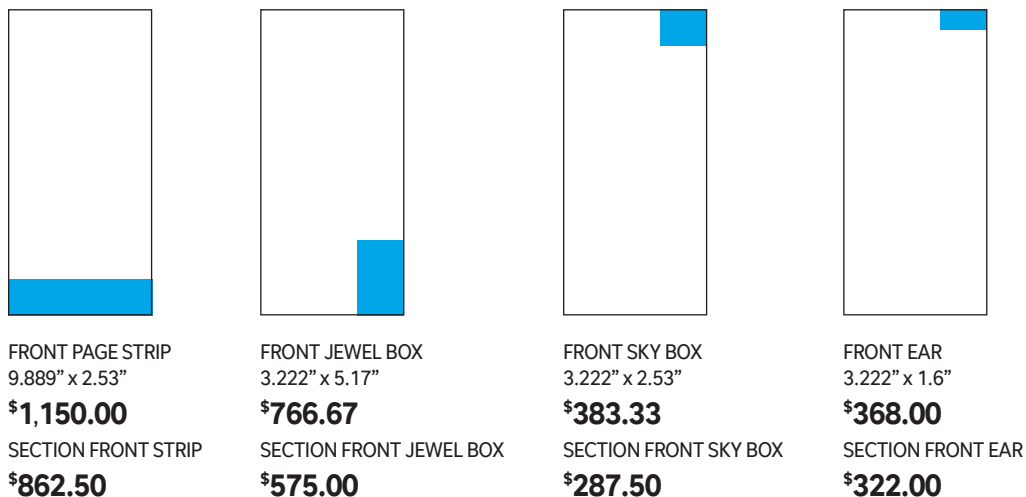 FRONT PAGE STRIP
9.889” x 2.53”
$1,150.00
SECTION FRONT STRIP
$862.50
FRONT JEWEL BOX
3.222” x 5.17”
$766.67
SECTION FRONT JEWEL BOX
$575.00
FRONT SKY BOX
3.222” x 2.53”
$383.33
SECTION FRONT SKY BOX
$287.50
FRONT EAR
3.222” x 1.6”
$368.00
SECTION FRONT EAR
$322.00